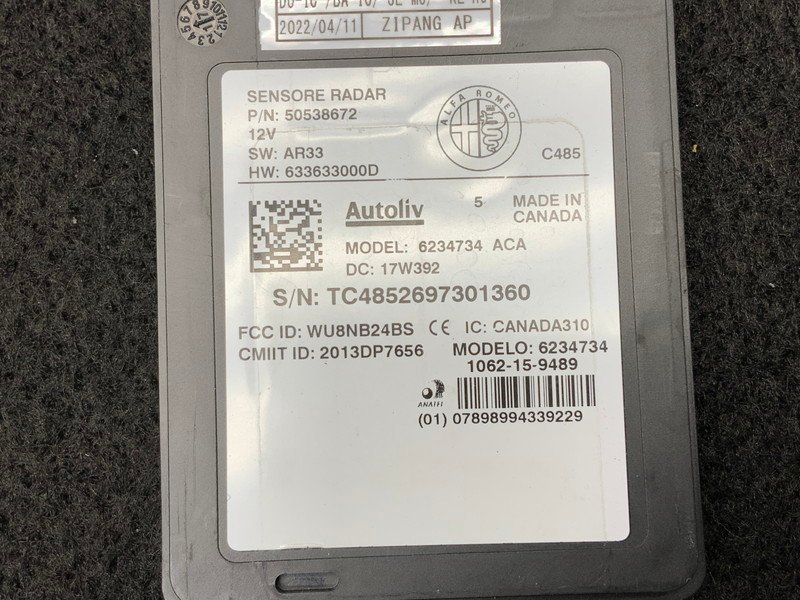 2022/04/11 ZIPANG AP
SENSORE RADAR
P/N: 50538672
12V
SW: AR33
HW: 633633000D
ALFA ROMEO
C485
Autoliv 5 MADE IN
CANADA
MODEL: 6234734 ACA
DC: 17W392
S/N: TC4852697301360
FCC ID: WU8NB24BS CE IC: CANADA310
CMIIT ID: 2013DP7656 MODELO: 6234734
1062-15-9489
ANATEL
(01) 07898994339229